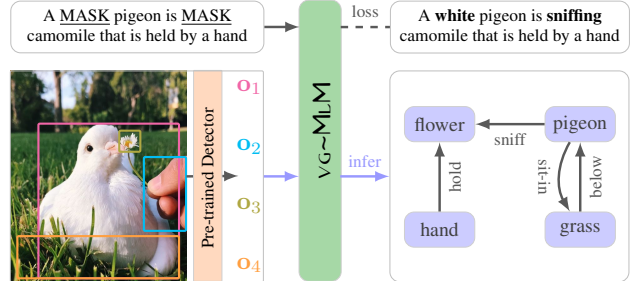 A MASK pigeon is MASK
camomile that is held by a hand
loss
A white pigeon is sniffing
camomile that is held by a hand
Pre-trained Detector
o1
o2
o3
o4
VG~MLM
infer
flower
pigeon
sniff
hold
sit-in
below
hand
grass